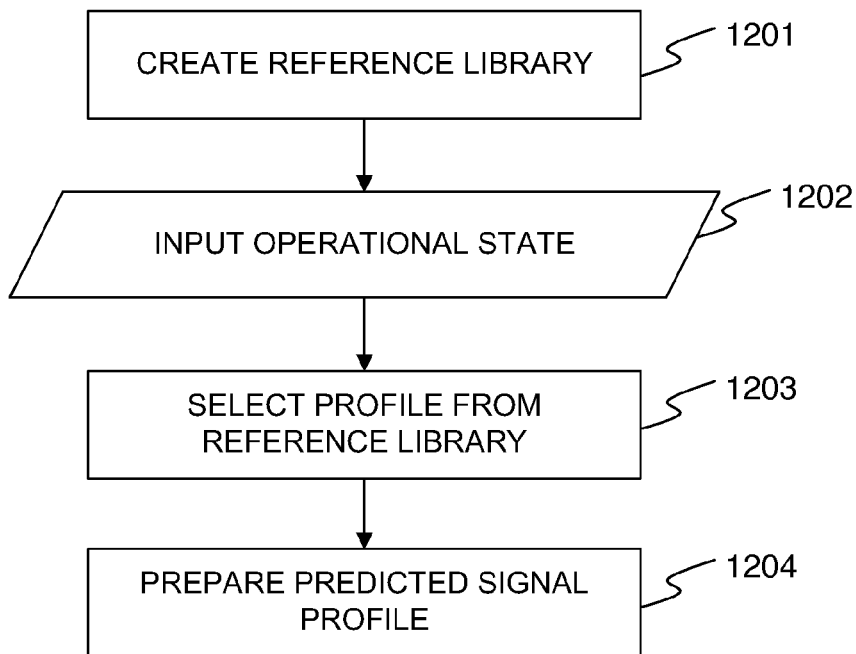 CREATE REFERENCE LIBRARY
1201
INPUT OPERATIONAL STATE
1202
SELECT PROFILE FROM
REFERENCE LIBRARY
1203
PREPARE PREDICTED SIGNAL
PROFILE
1204